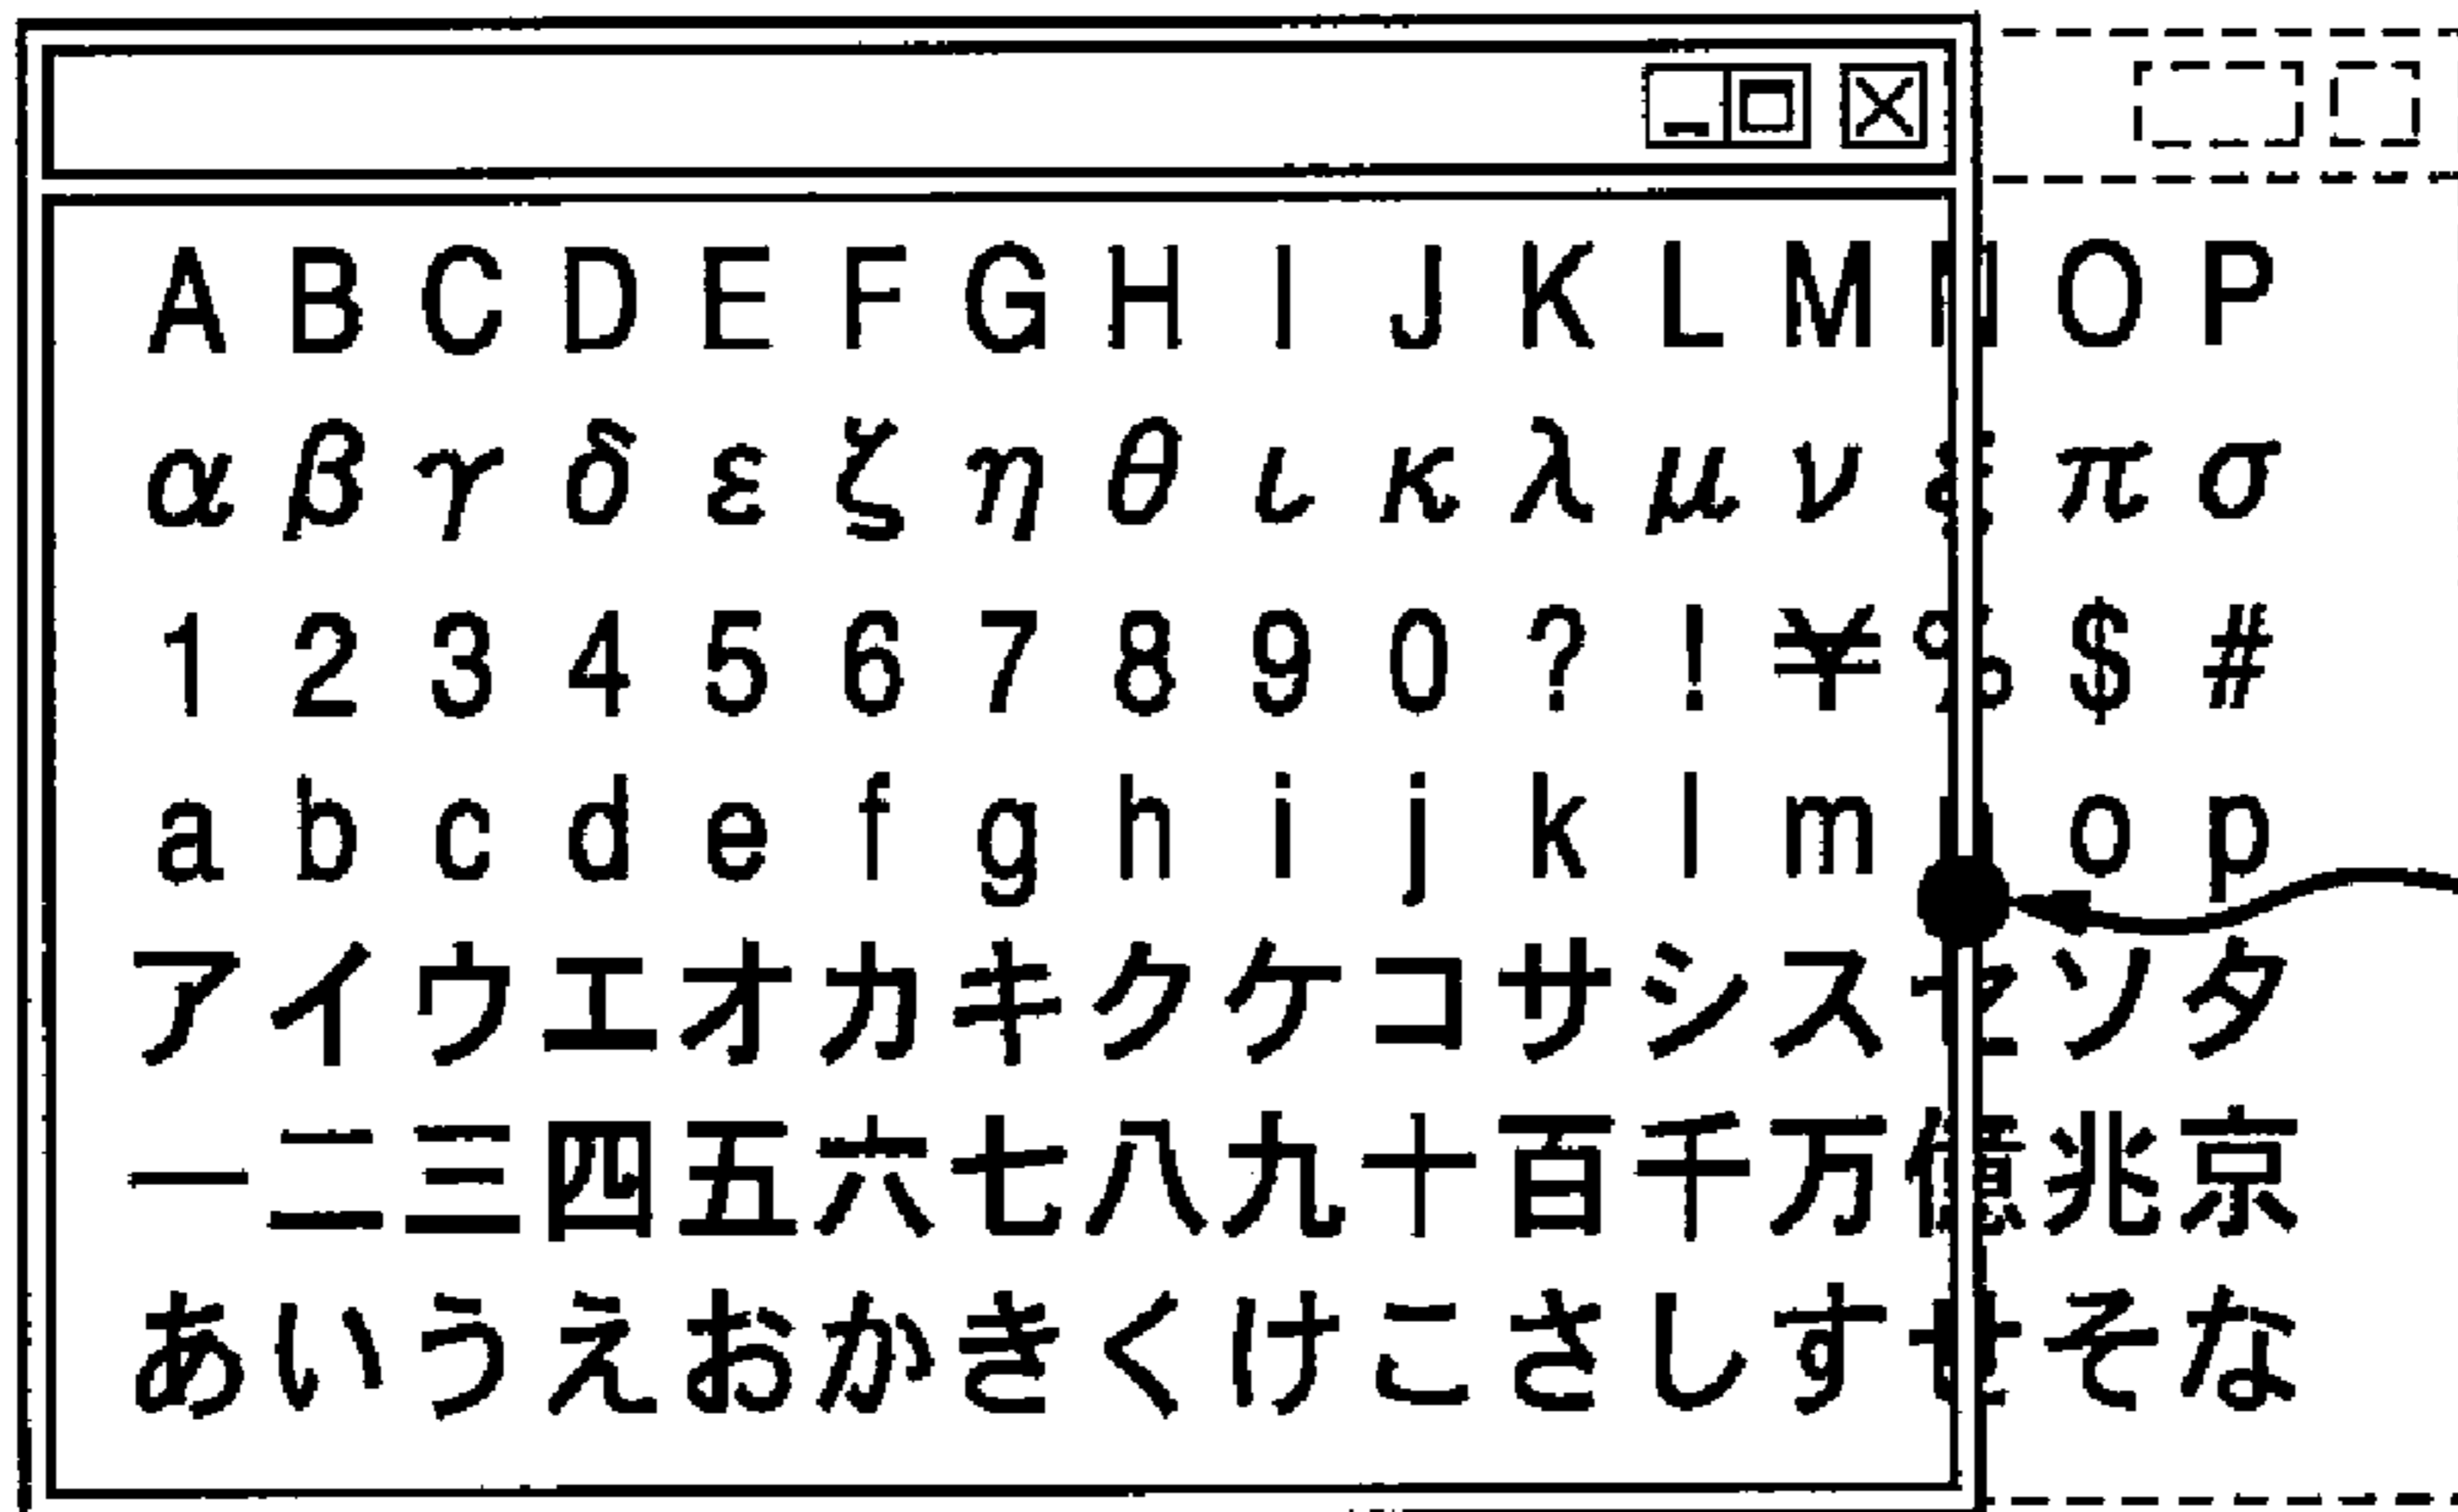 A B C D E F G H I J K L M N O P
α β γ δ ε ζ η θ ι κ λ μ ν ξ π σ
1 2 3 4 5 6 7 8 9 0 ? ! ¥ % $ #
a b c d e f g h i j k l m n o p
ア イ ウ エ オ カ キ ク ケ コ サ シ ス セ ソ タ
一 二 三 四 五 六 七 八 九 十 百 千 万 億 兆 京
あ い う え お か き く け こ さ し す せ そ な